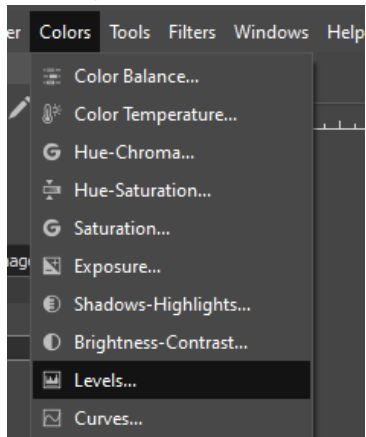 er Colors Tools Filters Windows Help
Color Balance...
Color Temperature...
Hue-Chroma...
Hue-Saturation...
Saturation...
Exposure...
Shadows-Highlights...
Brightness-Contrast...
Levels...
Curves...